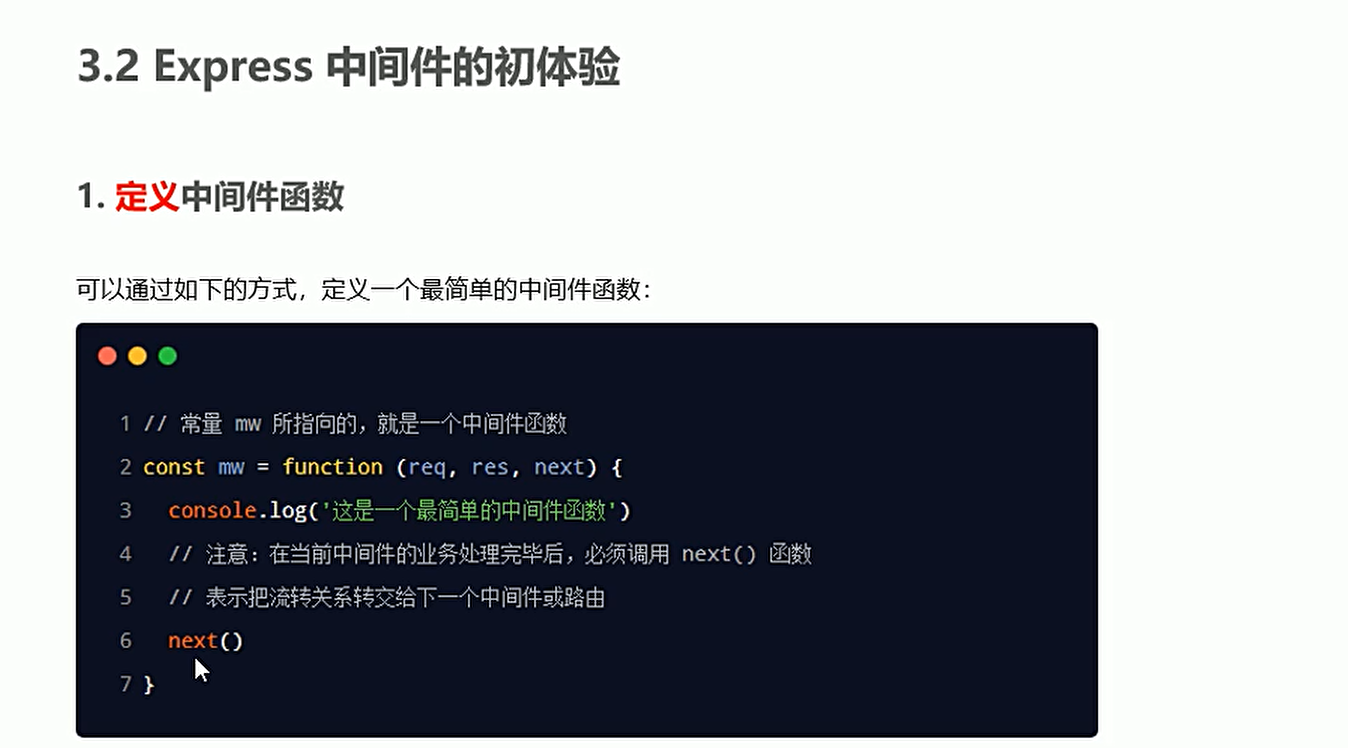 3.2 Express 中间件的初体验
1. 定义中间件函数
可以通过如下的方式，定义一个最简单的中间件函数：
1 // 常量 mw 所指向的，就是一个中间件函数
2 const mw = function (req, res, next) {
3   console.log('这是一个最简单的中间件函数')
4   // 注意：在当前中间件的业务处理完毕后，必须调用 next() 函数
5   // 表示把流转关系转交给下一个中间件或路由
6   next()
7 }